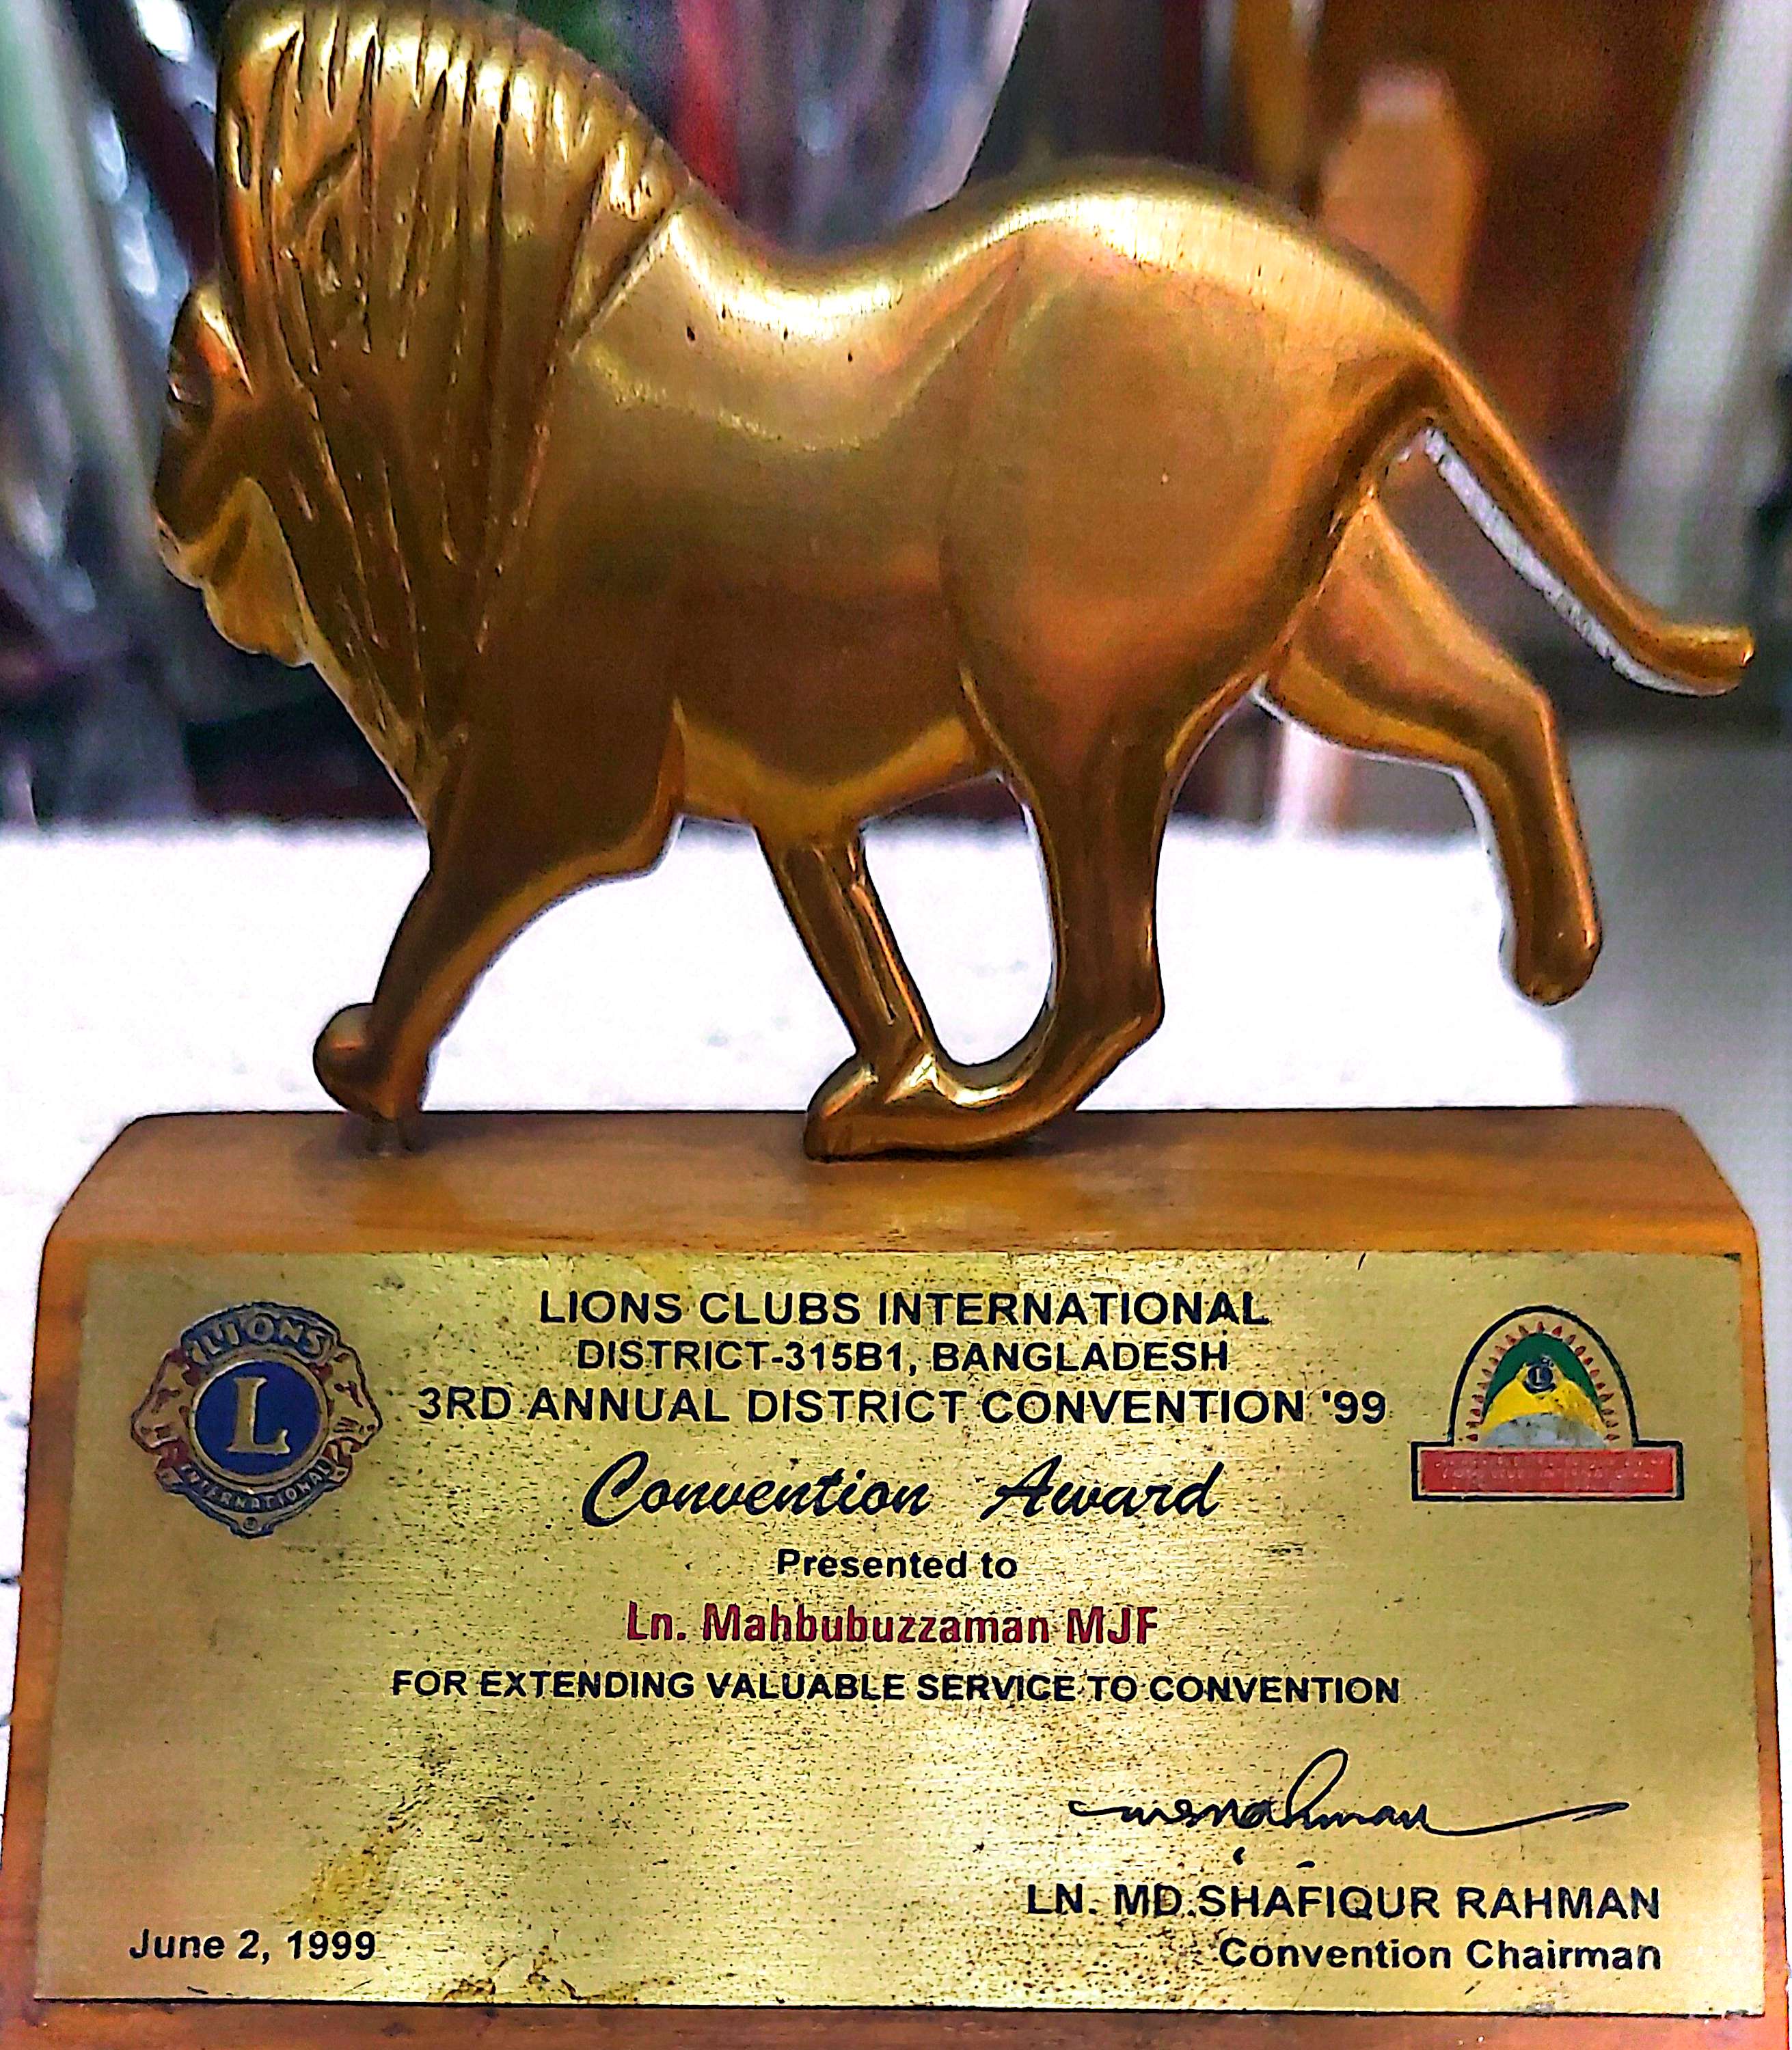 LIONS CLUBS INTERNATIONAL
DISTRICT-315B1, BANGLADESH
3RD ANNUAL DISTRICT CONVENTION '99
LIONS
L
INTERNATIONAL
L
Convention Award
Presented to
Ln. Mahbubuzzaman MJF
FOR EXTENDING VALUABLE SERVICE TO CONVENTION
LN. MD. SHAFIQUR RAHMAN
June 2, 1999
Convention Chairman